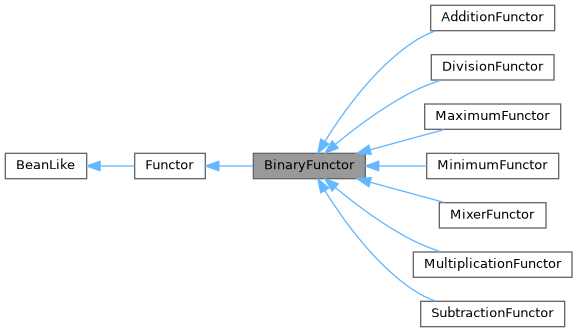 AdditionFunctor
DivisionFunctor
MaximumFunctor
BeanLike
Functor
BinaryFunctor
MinimumFunctor
MixerFunctor
MultiplicationFunctor
SubtractionFunctor